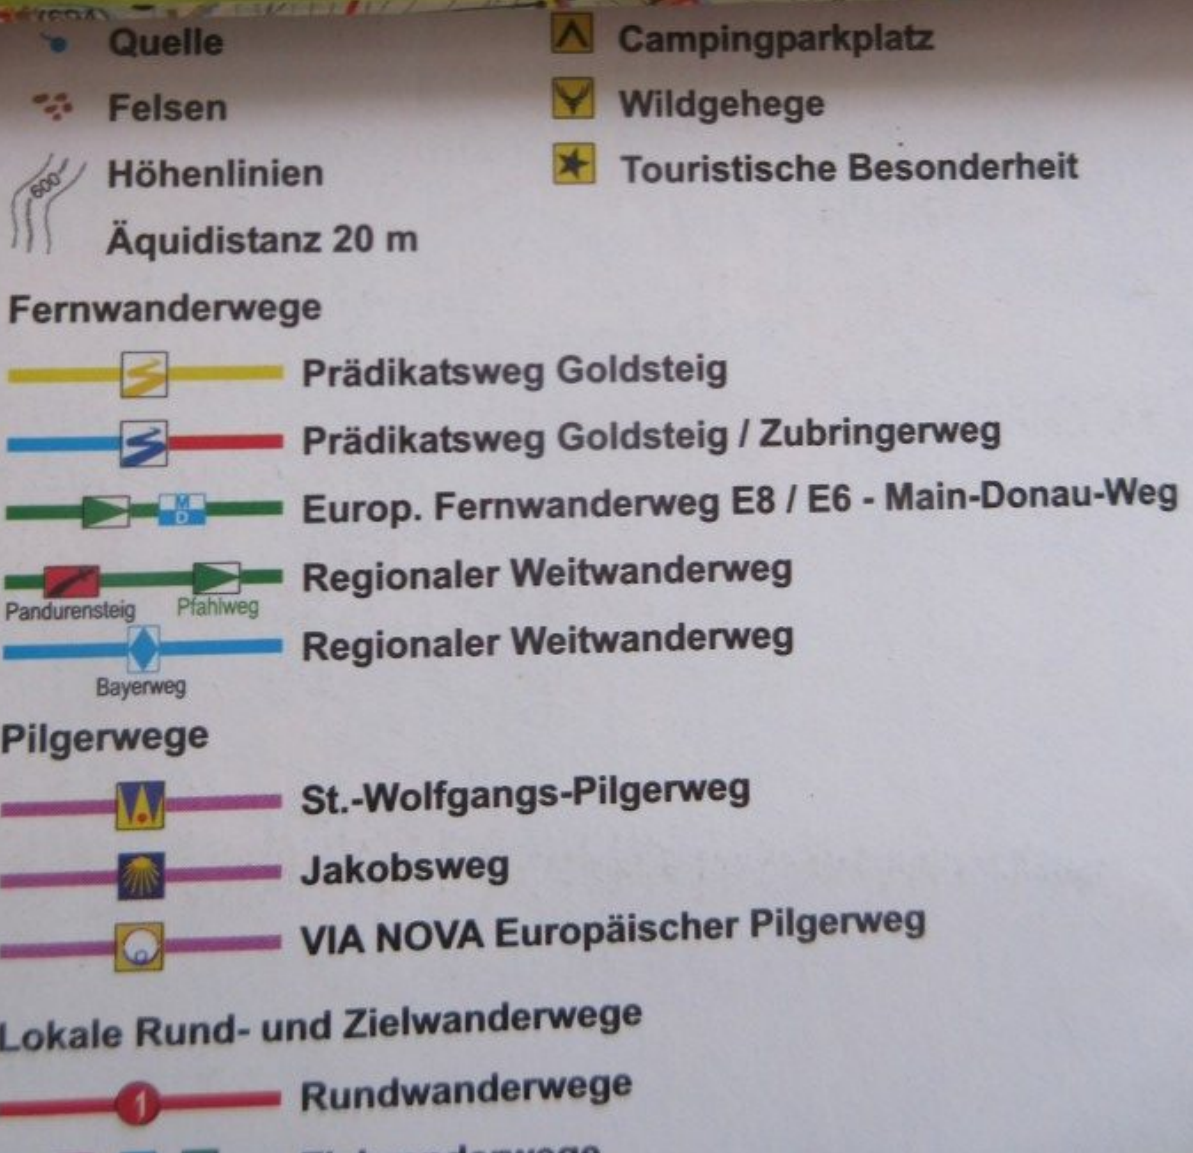 Quelle
Felsen
600
Höhenlinien
Äquidistanz 20 m
Campingparkplatz
Wildgehege
Touristische Besonderheit
Fernwanderwege
Prädikatsweg Goldsteig
Prädikatsweg Goldsteig / Zubringerweg
M
D
Europ. Fernwanderweg E8 / E6 - Main-Donau-Weg
Regionaler Weitwanderweg
Pandurensteig Pfahlweg
Regionaler Weitwanderweg
Bayerweg
Pilgerwege
St.-Wolfgangs-Pilgerweg
Jakobsweg
VIA NOVA Europäischer Pilgerweg
Lokale Rund- und Zielwanderwege
1 Rundwanderwege